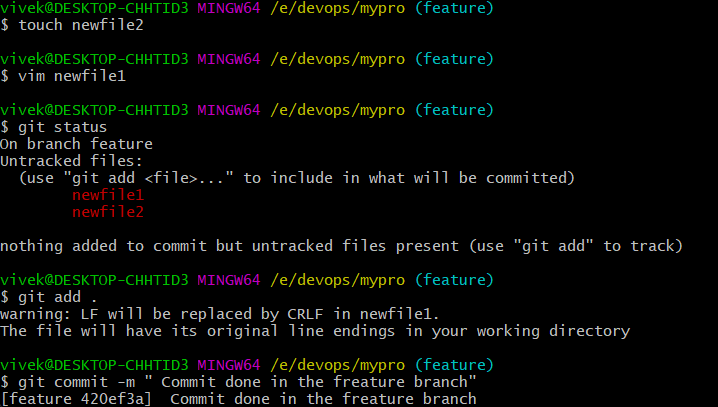 vivek@DESKTOP-CHHTID3 MINGW64 /e/devops/mypro (feature)
$ touch newfile2
vivek@DESKTOP-CHHTID3 MINGW64 /e/devops/mypro (feature)
$ vim newfile1
vivek@DESKTOP-CHHTID3 MINGW64 /e/devops/mypro (feature)
$ git status
On branch feature
Untracked files:
  (use "git add <file>..." to include in what will be committed)
        newfile1
        newfile2
nothing added to commit but untracked files present (use "git add" to track)
vivek@DESKTOP-CHHTID3 MINGW64 /e/devops/mypro (feature)
$ git add .
warning: LF will be replaced by CRLF in newfile1.
The file will have its original line endings in your working directory
vivek@DESKTOP-CHHTID3 MINGW64 /e/devops/mypro (feature)
$ git commit -m " Commit done in the freature branch"
[feature 420ef3a]  Commit done in the freature branch